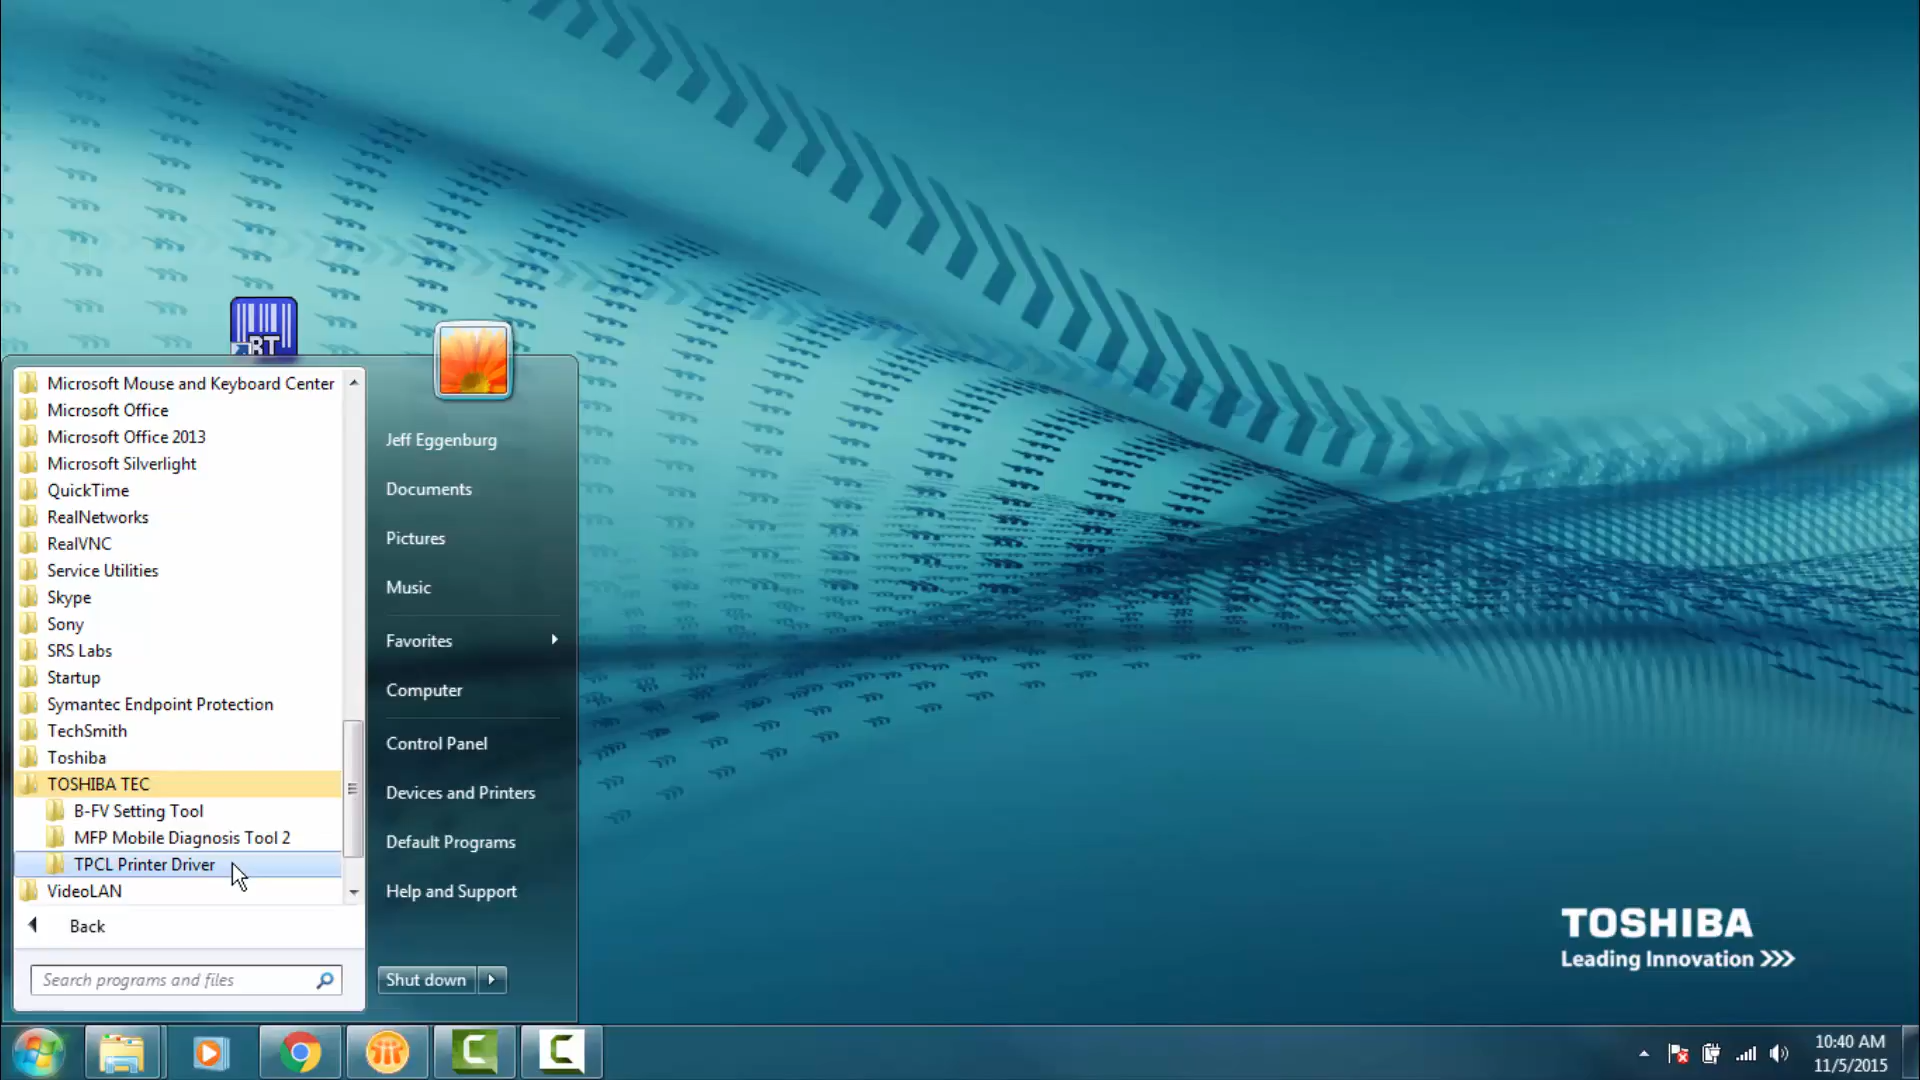 BT
Microsoft Mouse and Keyboard Center
Microsoft Office
Microsoft Office 2013
Microsoft Silverlight
QuickTime
RealNetworks
RealVNC
Service Utilities
Skype
Sony
SRS Labs
Startup
Symantec Endpoint Protection
TechSmith
Toshiba
TOSHIBA TEC
B-FV Setting Tool
MFP Mobile Diagnosis Tool 2
TPCL Printer Driver
VideoLAN
Back
Search programs and files
Jeff Eggenburg
Documents
Pictures
Music
Favorites
Computer
Control Panel
Devices and Printers
Default Programs
Help and Support
Shut down
TOSHIBA
Leading Innovation >>>
10:40 AM
11/5/2015